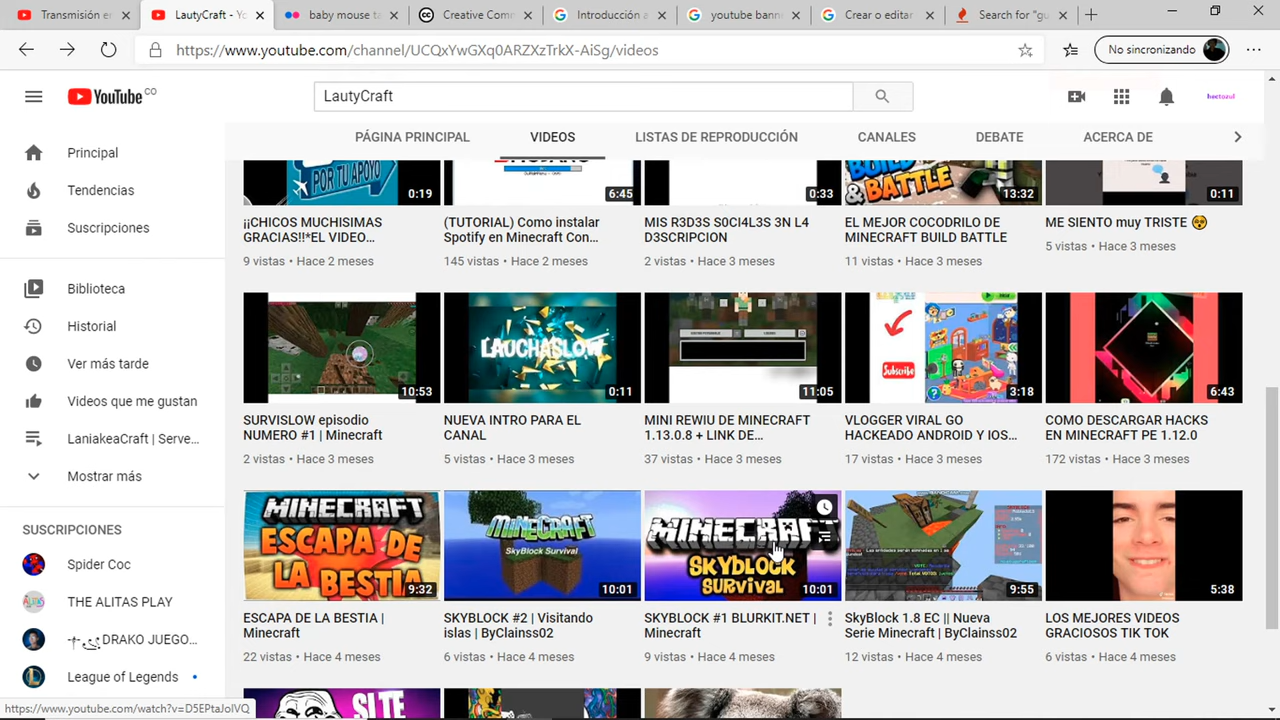 Transmisión e
LautyCraft - Yo
baby mouse ta
Creative Com
Introducción a
youtube bann
Crear o editar
Search for "gu
https://www.youtube.com/channel/UCQxYwGXq0ARZXzTrkX-AiSg/videos
No sincronizando
YouTube CO
LautyCraft
hectozul
PÁGINA PRINCIPAL
VIDEOS
LISTAS DE REPRODUCCIÓN
CANALES
DEBATE
ACERCA DE
Principal
Tendencias
Suscripciones
Biblioteca
Historial
Ver más tarde
Videos que me gustan
LaniakeaCraft | Serve...
Mostrar más
SUSCRIPCIONES
Spider Coc
THE ALITAS PLAY
DRAKO JUEGO...
League of Legends
POR TU APOYO
0:19
6:45
0:33
BUILD
& BATTLE
13:32
0:11
¡¡CHICOS MUCHISIMAS
GRACIAS!!*EL VIDEO...
9 vistas • Hace 2 meses
(TUTORIAL) Como instalar
Spotify en Minecraft Con...
145 vistas • Hace 2 meses
MIS R3D3S S0CI4L3S 3N L4
D3SCRIPCION
2 vistas • Hace 3 meses
EL MEJOR COCODRILO DE
MINECRAFT BUILD BATTLE
11 vistas • Hace 3 meses
ME SIENTO muy TRISTE 😵
5 vistas • Hace 3 meses
10:53
LAUCHASLOW
0:11
11:05
Subscribe
3:18
6:43
SURVISLOW episodio
NUMERO #1 | Minecraft
2 vistas • Hace 3 meses
NUEVA INTRO PARA EL
CANAL
5 vistas • Hace 3 meses
MINI REWIU DE MINECRAFT
1.13.0.8 + LINK DE...
37 vistas • Hace 3 meses
VLOGGER VIRAL GO
HACKEADO ANDROID Y IOS...
17 vistas • Hace 3 meses
COMO DESCARGAR HACKS
EN MINECRAFT PE 1.12.0
172 vistas • Hace 3 meses
MINECRAFT
ESCAPA DE
LA BESTIA
9:32
MINECRAFT
SkyBlock Survival
10:01
MINECRAFT
SKYBLOCK
SURVIVAL
10:01
9:55
5:38
ESCAPA DE LA BESTIA |
Minecraft
22 vistas • Hace 4 meses
SKYBLOCK #2 | Visitando
islas | ByClainss02
6 vistas • Hace 4 meses
SKYBLOCK #1 BLURKIT.NET |
Minecraft
9 vistas • Hace 4 meses
SkyBlock 1.8 EC || Nueva
Serie Minecraft | ByClainss02
12 vistas • Hace 4 meses
LOS MEJORES VIDEOS
GRACIOSOS TIK TOK
6 vistas • Hace 4 meses
SI TE
https://www.youtube.com/watch?v=D5EPtaJolVQ